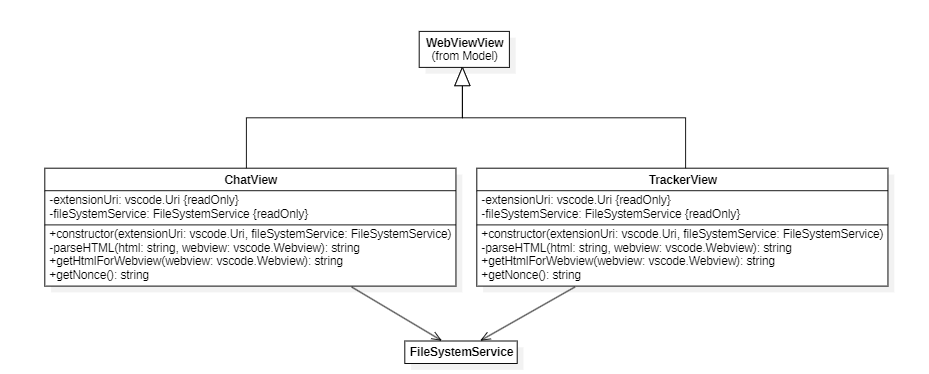 WebViewView
(from Model)
ChatView
-extensionUri: vscode.Uri {readOnly}
-fileSystemService: FileSystemService {readOnly}
+constructor(extensionUri: vscode.Uri, fileSystemService: FileSystemService)
-parseHTML(html: string, webview: vscode.Webview): string
+getHtmlForWebview(webview: vscode.Webview): string
+getNonce(): string
TrackerView
-extensionUri: vscode.Uri {readOnly}
-fileSystemService: FileSystemService {readOnly}
+constructor(extensionUri: vscode.Uri, fileSystemService: FileSystemService)
-parseHTML(html: string, webview: vscode.Webview): string
+getHtmlForWebview(webview: vscode.Webview): string
+getNonce(): string
FileSystemService